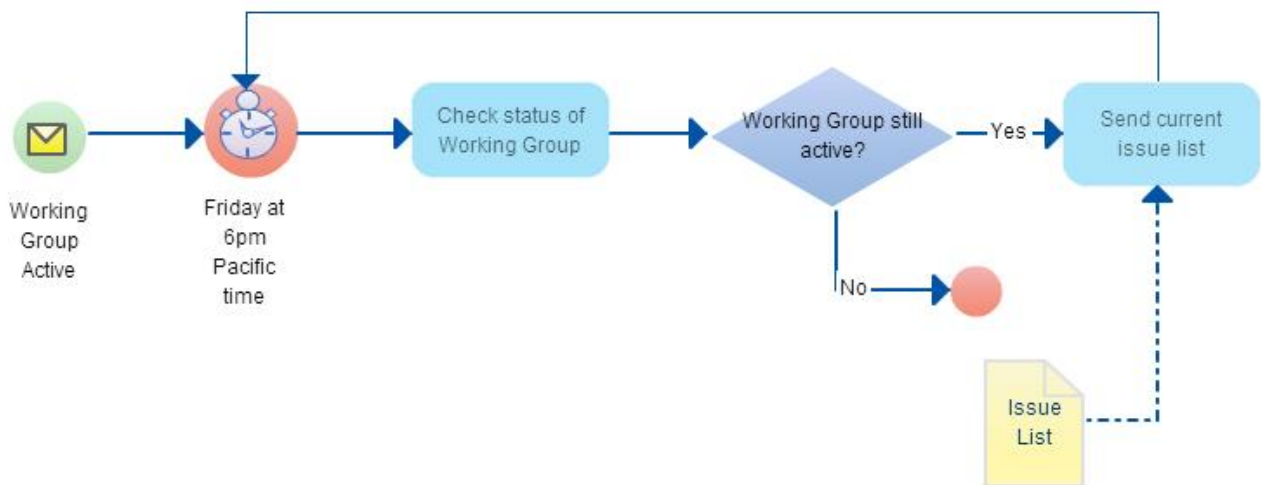 Working
Group
Active
Friday at
6pm
Pacific
time
Check status of
Working Group
Working Group still
active?
Yes
Send current
issue list
No
Issue
List